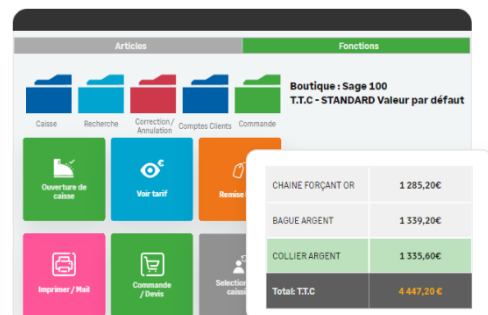 Articles
Fonctions
Boutique : Sage 100
T.T.C - STANDARD Valeur par défaut
Caisse
Recherche
Correction/
Annulation
Comptes Clients
Commande
Ouverture de
caisse
Voir tarif
Remise
CHAINE FORÇANT OR 1 285,20€
BAGUE ARGENT 1 339,20€
COLLIER ARGENT 1 335,60€
Total: T.T.C 4 447,20 €
Imprimer / Mail
Commande
/ Devis
Selection
caissi